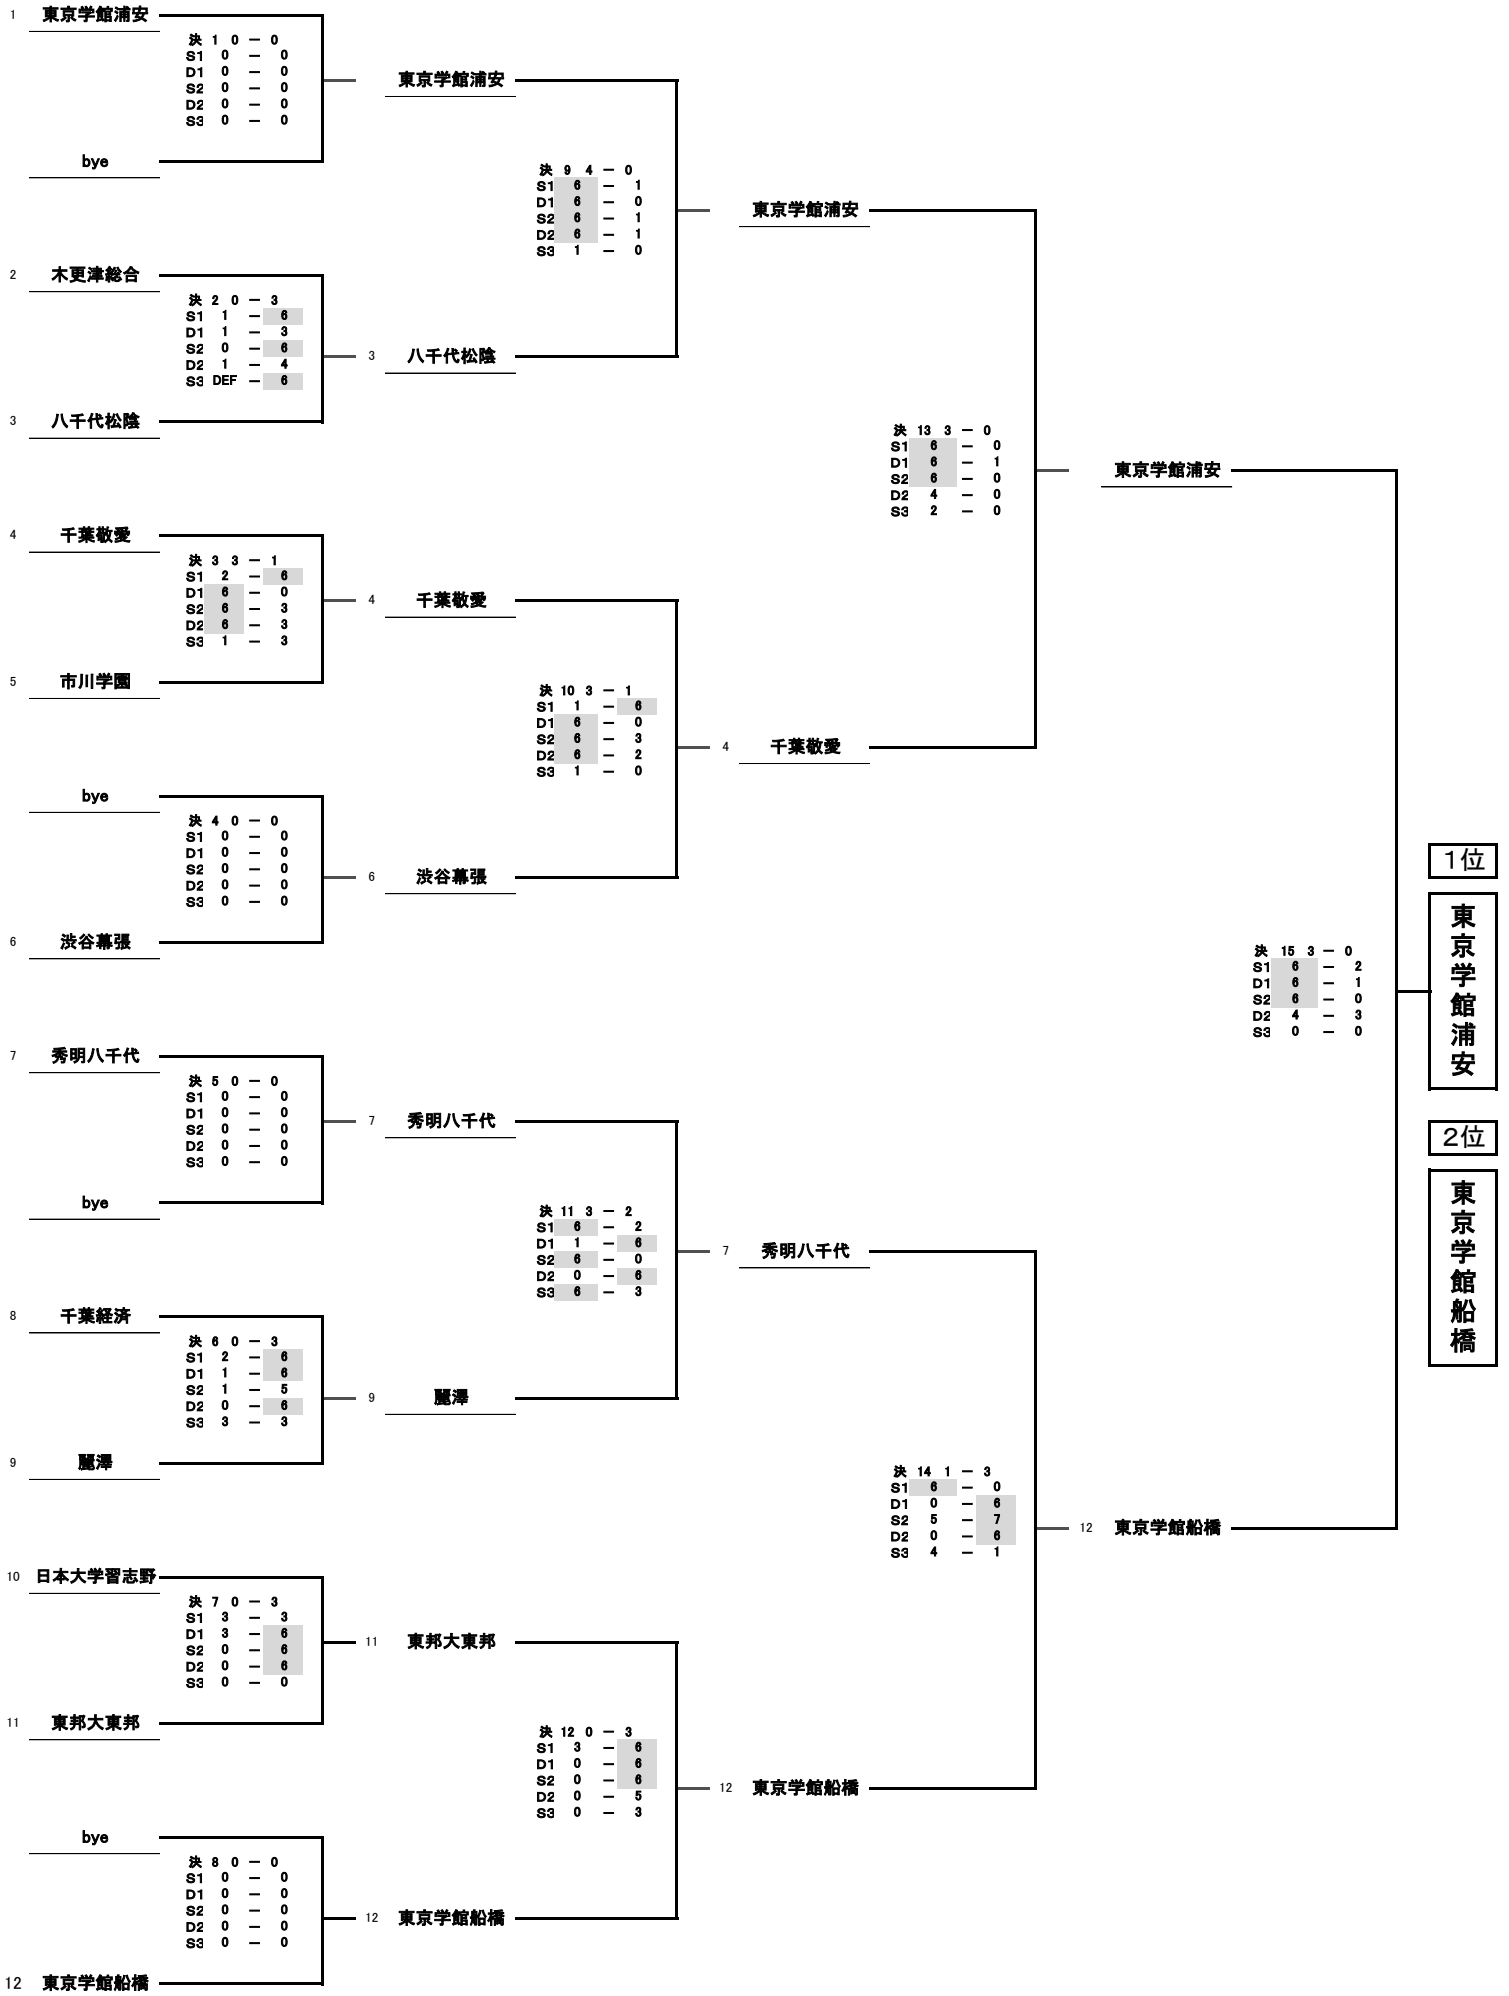 1 東京学館浦安
決 1 0 － 0
S1 0 － 0
D1 0 － 0
S2 0 － 0
D2 0 － 0
S3 0 － 0
bye
2 木更津総合
決 2 0 － 3
S1 1 － 6
D1 1 － 3
S2 0 － 6
D2 1 － 4
S3 DEF － 6
3 八千代松陰
4 千葉敬愛
決 3 3 － 1
S1 2 － 6
D1 6 － 0
S2 6 － 3
D2 6 － 3
S3 1 － 3
5 市川学園
bye
決 4 0 － 0
S1 0 － 0
D1 0 － 0
S2 0 － 0
D2 0 － 0
S3 0 － 0
6 渋谷幕張
7 秀明八千代
決 5 0 － 0
S1 0 － 0
D1 0 － 0
S2 0 － 0
D2 0 － 0
S3 0 － 0
bye
8 千葉経済
決 6 0 － 3
S1 2 － 6
D1 1 － 6
S2 1 － 5
D2 0 － 6
S3 3 － 3
9 麗澤
10 日本大学習志野
決 7 0 － 3
S1 3 － 3
D1 3 － 6
S2 0 － 6
D2 0 － 6
S3 0 － 0
11 東邦大東邦
bye
決 8 0 － 0
S1 0 － 0
D1 0 － 0
S2 0 － 0
D2 0 － 0
S3 0 － 0
12 東京学館船橋
東京学館浦安
決 9 4 － 0
S1 6 － 1
D1 6 － 0
S2 6 － 1
D2 6 － 1
S3 1 － 0
3 八千代松陰
4 千葉敬愛
決 10 3 － 1
S1 1 － 6
D1 6 － 0
S2 6 － 3
D2 6 － 2
S3 1 － 0
6 渋谷幕張
7 秀明八千代
決 11 3 － 2
S1 6 － 2
D1 1 － 6
S2 6 － 0
D2 0 － 6
S3 6 － 3
9 麗澤
11 東邦大東邦
決 12 0 － 3
S1 3 － 6
D1 0 － 6
S2 0 － 6
D2 0 － 5
S3 0 － 3
12 東京学館船橋
東京学館浦安
決 13 3 － 0
S1 6 － 0
D1 6 － 1
S2 6 － 0
D2 4 － 0
S3 2 － 0
4 千葉敬愛
7 秀明八千代
決 14 1 － 3
S1 6 － 0
D1 0 － 6
S2 5 － 7
D2 0 － 6
S3 4 － 1
12 東京学館船橋
東京学館浦安
決 15 3 － 0
S1 6 － 2
D1 6 － 1
S2 6 － 0
D2 4 － 3
S3 0 － 0
12 東京学館船橋
1位
東京学館浦安
2位
東京学館船橋